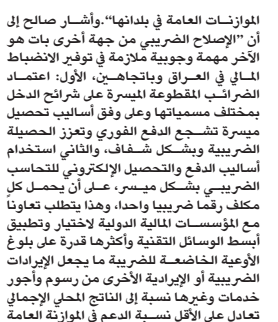 الموازنات العامة في بلدانها“.وأشار صالح إلى
أن ”الإصلاح الضريبي من جهة أخرى بات هو
الآخر مهمة وجوبية ملازمة في توفير الانضباط
المالي في العراق وباتجاهين، الأول: اعتماد
الضرائب المقطوعة الميسرة على شرائح الدخل
بمختلف مسمياتها وعلى وفق أساليب تحصيل
ميسرة تشجع الدفع الفوري وتعزز الحصيلة
الضريبية وبشكل شفاف، والثاني استخدام
أساليب الدفع والتحصيل الإلكتروني للتحاسب
الضريبي بشكل ميسر، على أن يحمل كل
مكلف رقما ضريبيا واحدا، وهذا يتطلب تعاوناً
مع المؤسسات المالية الدولية لاختيار وتطبيق
أبسط الوسائل التقنية وأكثرها قدرة على بلوغ
الأوعية الخاضعة للضريبة ما يجعل الإيرادات
الضريبية أو الإيرادية الأخرى من رسوم وأجور
خدمات وغيرها نسبة إلى الناتج المحلي الإجمالي
تعادل على الأقل نسبة الدعم في الموازنة العامة